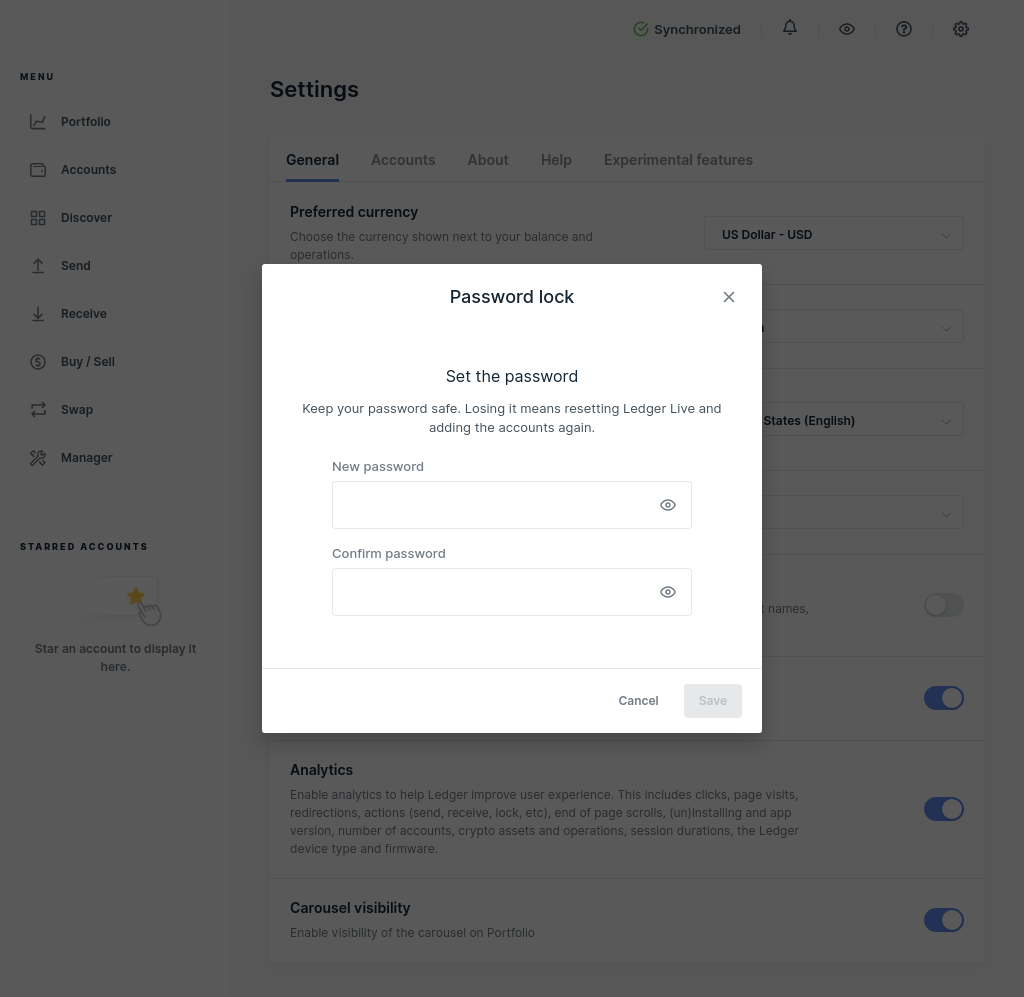 Synchronized
MENU
Portfolio
Accounts
Discover
Send
Receive
Buy / Sell
Swap
Manager
STARRED ACCOUNTS
Star an account to display it
here.
Settings
General
Accounts
About
Help
Experimental features
Preferred currency
Choose the currency shown next to your balance and
operations.
US Dollar - USD
States (English)
t names,
Password lock
Set the password
Keep your password safe. Losing it means resetting Ledger Live and
adding the accounts again.
New password
Confirm password
Cancel
Save
Analytics
Enable analytics to help Ledger improve user experience. This includes clicks, page visits,
redirections, actions (send, receive, lock, etc), end of page scrolls, (un)installing and app
version, number of accounts, crypto assets and operations, session durations, the Ledger
device type and firmware.
Carousel visibility
Enable visibility of the carousel on Portfolio